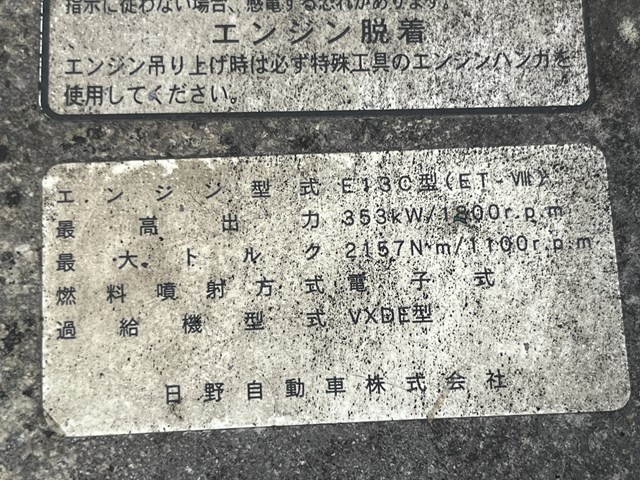 指示に従わない場合、感電する恐れがあります。
エンジン脱着
エンジン吊り上げ時は必ず特殊工具のエンジンハンガを
使用してください。
エンジン型式 E13C型(ET-Ⅷ)
最高出力 353kW/1800r.p.m
最大トルク 2157N·m/1100r.p.m
燃料噴射方式 電子式
過給機型式 VXDE型
日野自動車株式会社